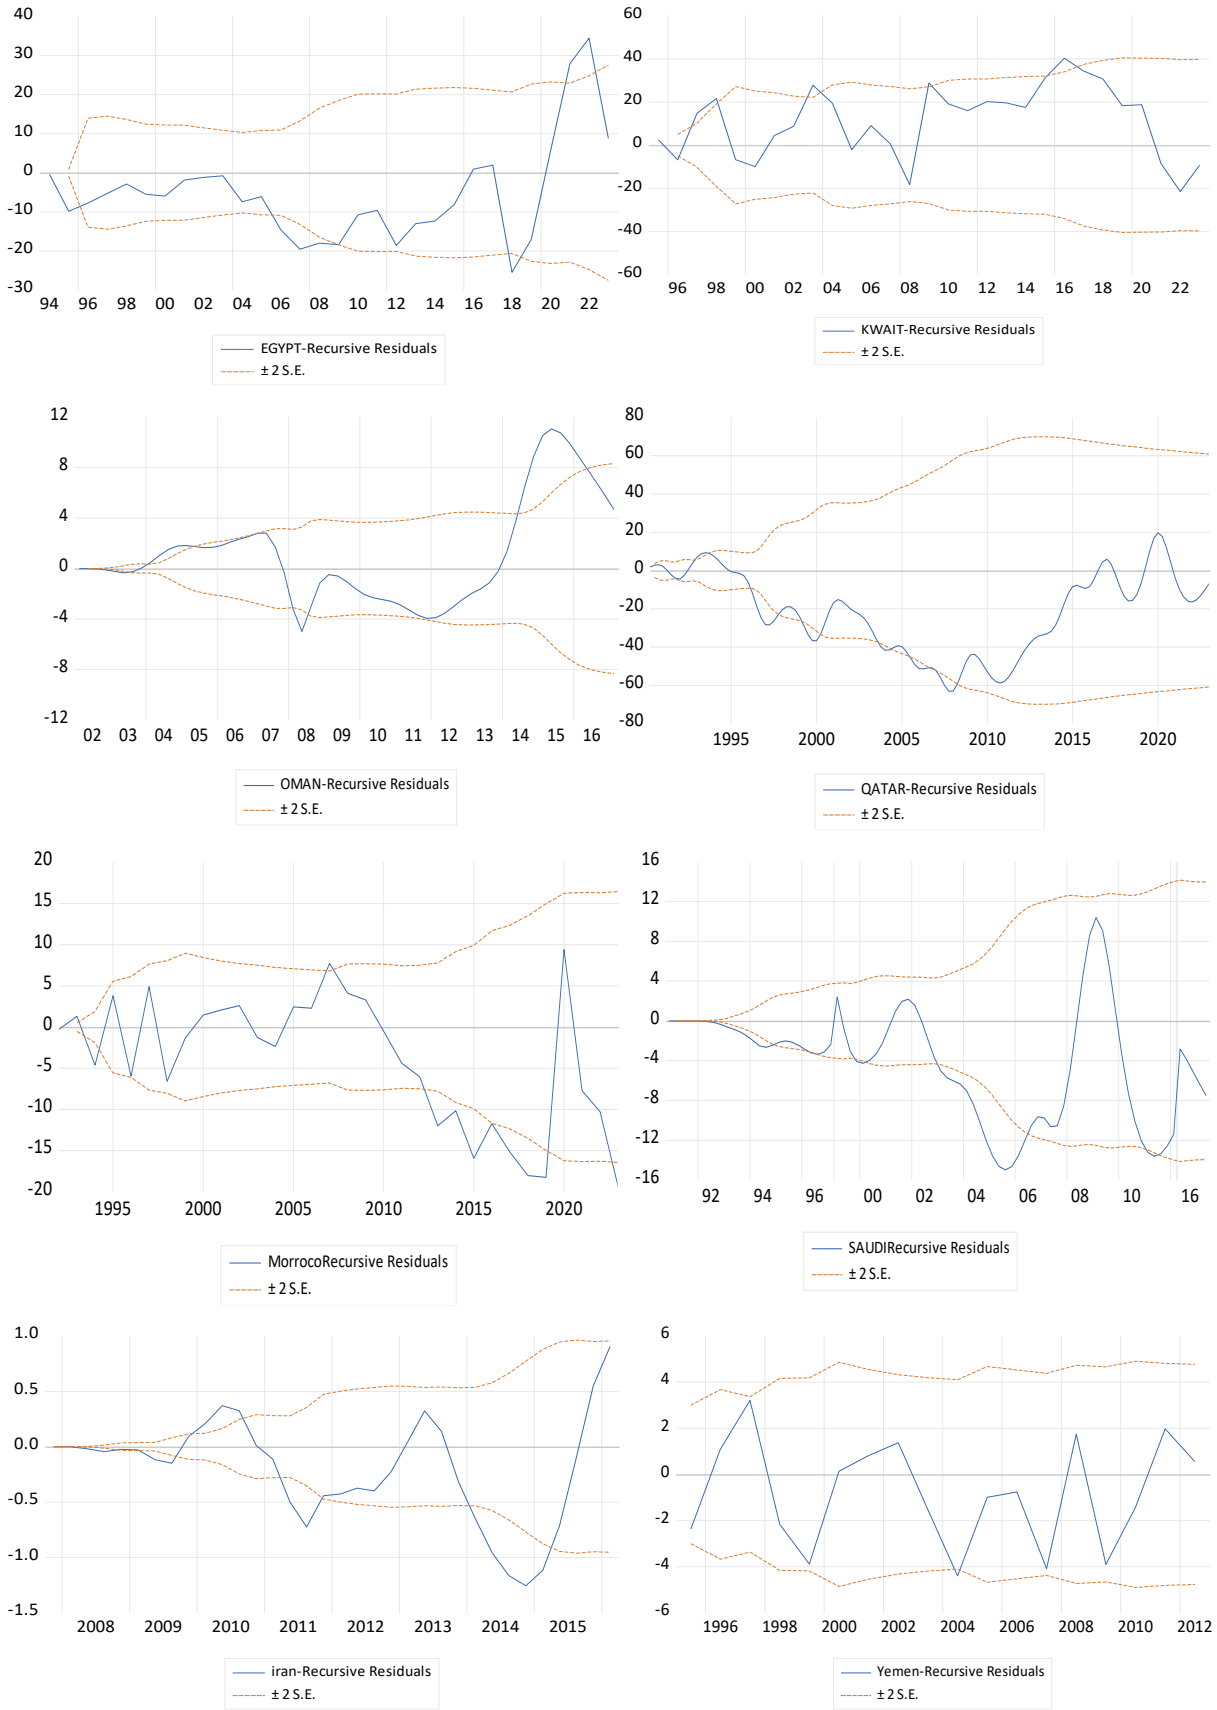 40
30
20
10
0
-10
-20
-30
94 96 98 00 02 04 06 08 10 12 14 16 18 20 22
EGYPT-Recursive Residuals
± 2 S.E.
60
40
20
0
-20
-40
-60
96 98 00 02 04 06 08 10 12 14 16 18 20 22
KWAIT-Recursive Residuals
± 2 S.E.
12
8
4
0
-4
-8
-12
02 03 04 05 06 07 08 09 10 11 12 13 14 15 16
OMAN-Recursive Residuals
± 2 S.E.
80
60
40
20
0
-20
-40
-60
-80
1995 2000 2005 2010 2015 2020
QATAR-Recursive Residuals
± 2 S.E.
20
15
10
5
0
-5
-10
-15
-20
1995 2000 2005 2010 2015 2020
MorrocoRecursive Residuals
± 2 S.E.
16
12
8
4
0
-4
-8
-12
-16
92 94 96 00 02 04 06 08 10 16
SAUDIRecursive Residuals
± 2 S.E.
1.0
0.5
0.0
-0.5
-1.0
-1.5
2008 2009 2010 2011 2012 2013 2014 2015
iran-Recursive Residuals
± 2 S.E.
6
4
2
0
-2
-4
-6
1996 1998 2000 2002 2004 2006 2008 2010 2012
Yemen-Recursive Residuals
± 2 S.E.